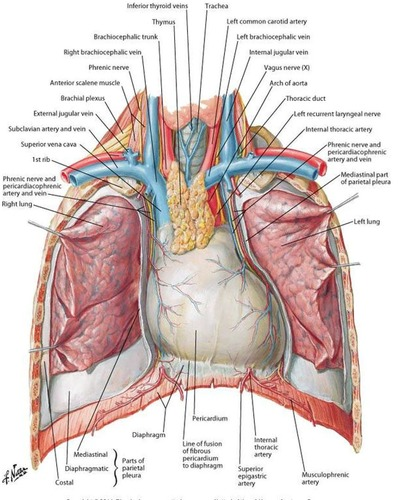 Inferior thyroid veins
Trachea
Thymus
Left common carotid artery
Brachiocephalic trunk
Left brachiocephalic vein
Right brachiocephalic vein
Internal jugular vein
Phrenic nerve
Vagus nerve (X)
Anterior scalene muscle
Arch of aorta
Brachial plexus
Thoracic duct
External jugular vein
Left recurrent laryngeal nerve
Subclavian artery and vein
Internal thoracic artery
Superior vena cava
Phrenic nerve and
pericardiacophrenic
artery and vein
1st rib
Mediastinal part
of parietal pleura
Phrenic nerve and
pericardiacophrenic
artery and vein
Right lung
Left lung
Pericardium
Diaphragm
Line of fusion
of fibrous
pericardium
to diaphragm
Internal
thoracic
artery
Superior
epigastric
artery
Musculophrenic
artery
Mediastinal
Diaphragmatic
Costal
Parts of
parietal
pleura